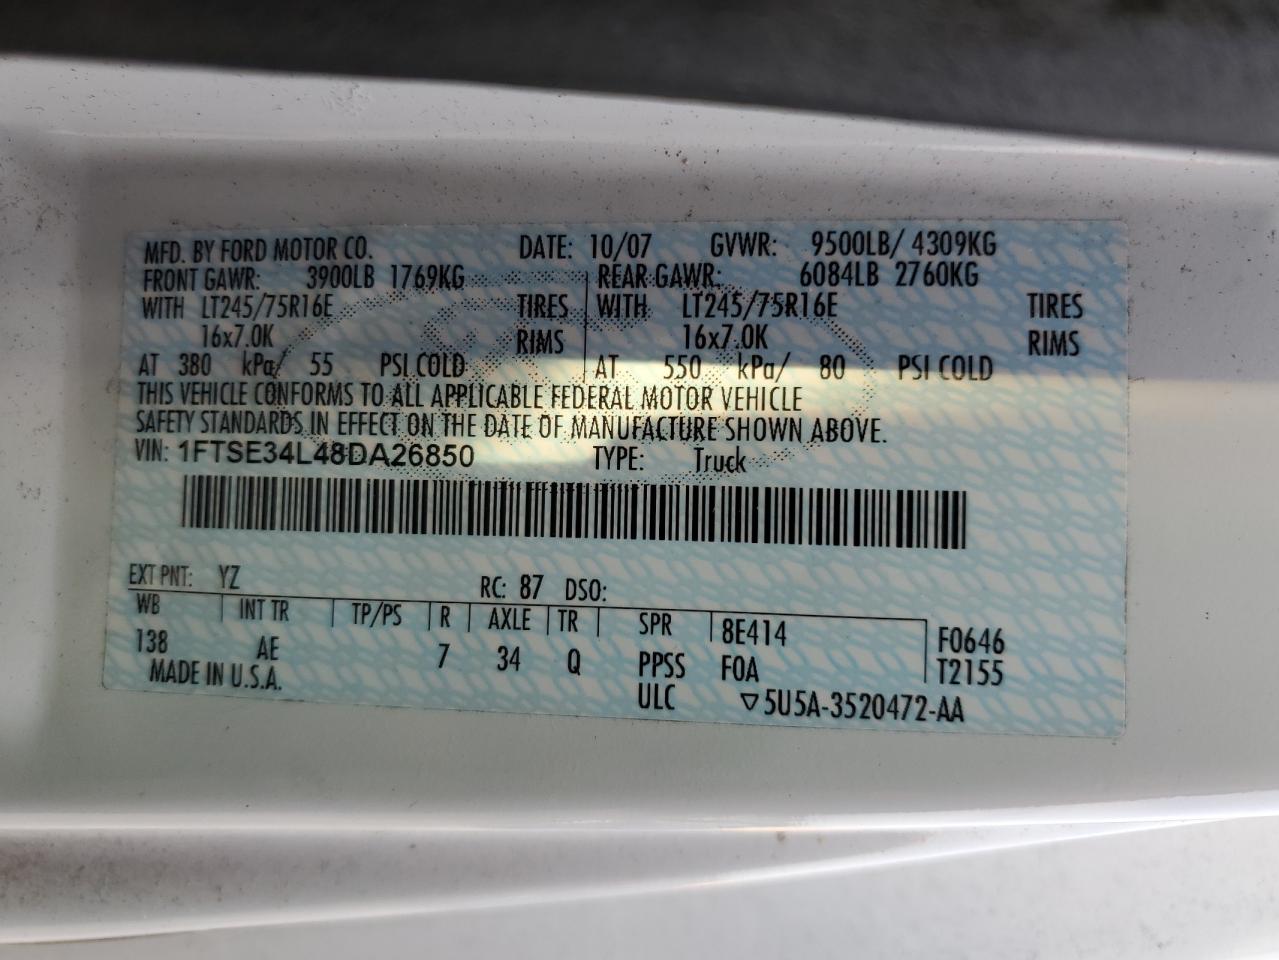 MFD. BY FORD MOTOR CO. DATE: 10/07 GVWR: 9500LB/ 4309KG
FRONT GAWR: 3900LB 1769KG REAR GAWR: 6084LB 2760KG
WITH LT245/75R16E TIRES WITH LT245/75R16E TIRES
16x7.0K RIMS 16x7.0K RIMS
AT 380 kPa/ 55 PSI COLD AT 550 kPa/ 80 PSI COLD
THIS VEHICLE CONFORMS TO ALL APPLICABLE FEDERAL MOTOR VEHICLE
SAFETY STANDARDS IN EFFECT ON THE DATE OF MANUFACTURE SHOWN ABOVE.
VIN: 1FTSE34L48DA26850 TYPE: Truck
EXT PNT: YZ RC: 87 DSO:
WB INT TR TP/PS R AXLE TR SPR 8E414 F0646
138 AE 7 34 Q PPSS F0A T2155
MADE IN U.S.A. ULC ▽5U5A-3520472-AA